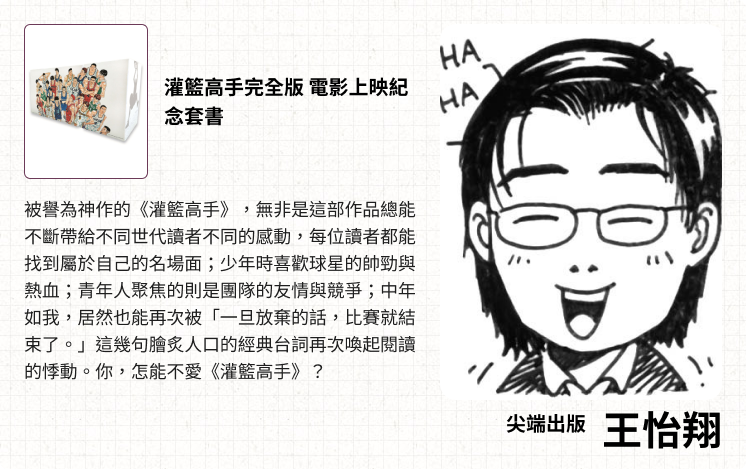 灌籃高手完全版 電影上映紀
念套書
被譽為神作的《灌籃高手》，無非是這部作品總能
不斷帶給不同世代讀者不同的感動，每位讀者都能
找到屬於自己的名場面；少年時喜歡球星的帥勁與
熱血；青年人聚焦的則是團隊的友情與競爭；中年
如我，居然也能再次被「一旦放棄的話，比賽就結
束了。」這幾句膾炙人口的經典台詞再次喚起閱讀
的悸動。你，怎能不愛《灌籃高手》？
HA
HA
尖端出版 王怡翔